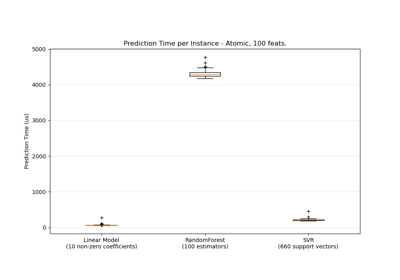 Prediction Time per Instance - Atomic, 100 feats.
Prediction Time (us)
5000
4000
3000
2000
1000
0
Linear Model
(10 non-zero coefficients)
RandomForest
(100 estimators)
SVR
(660 support vectors)